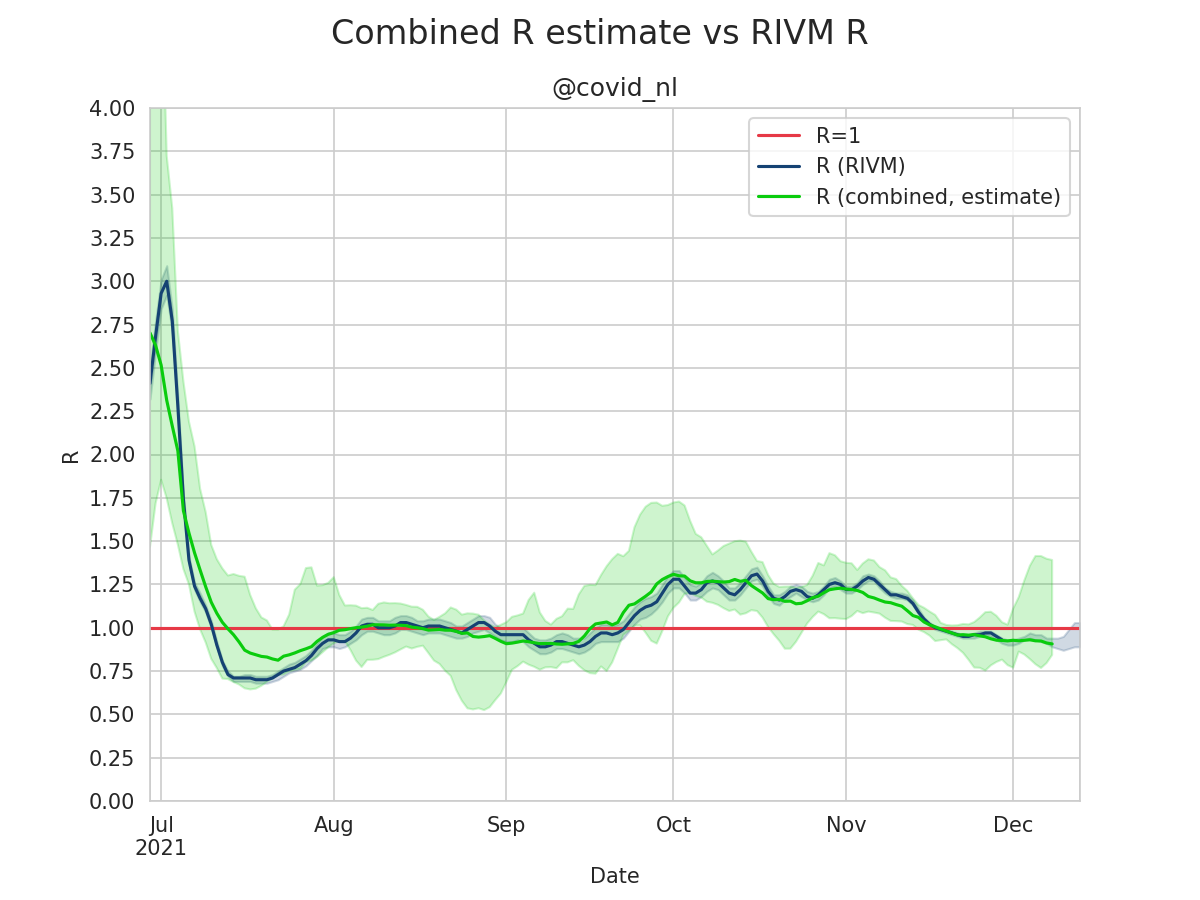 Combined R estimate vs RIVM R
@covid_nl
R=1
R (RIVM)
R (combined, estimate)
4.00
3.75
3.50
3.25
3.00
2.75
2.50
2.25
2.00
1.75
1.50
1.25
1.00
0.75
0.50
0.25
0.00
R
Jul Aug Sep Oct Nov Dec
2021
Date